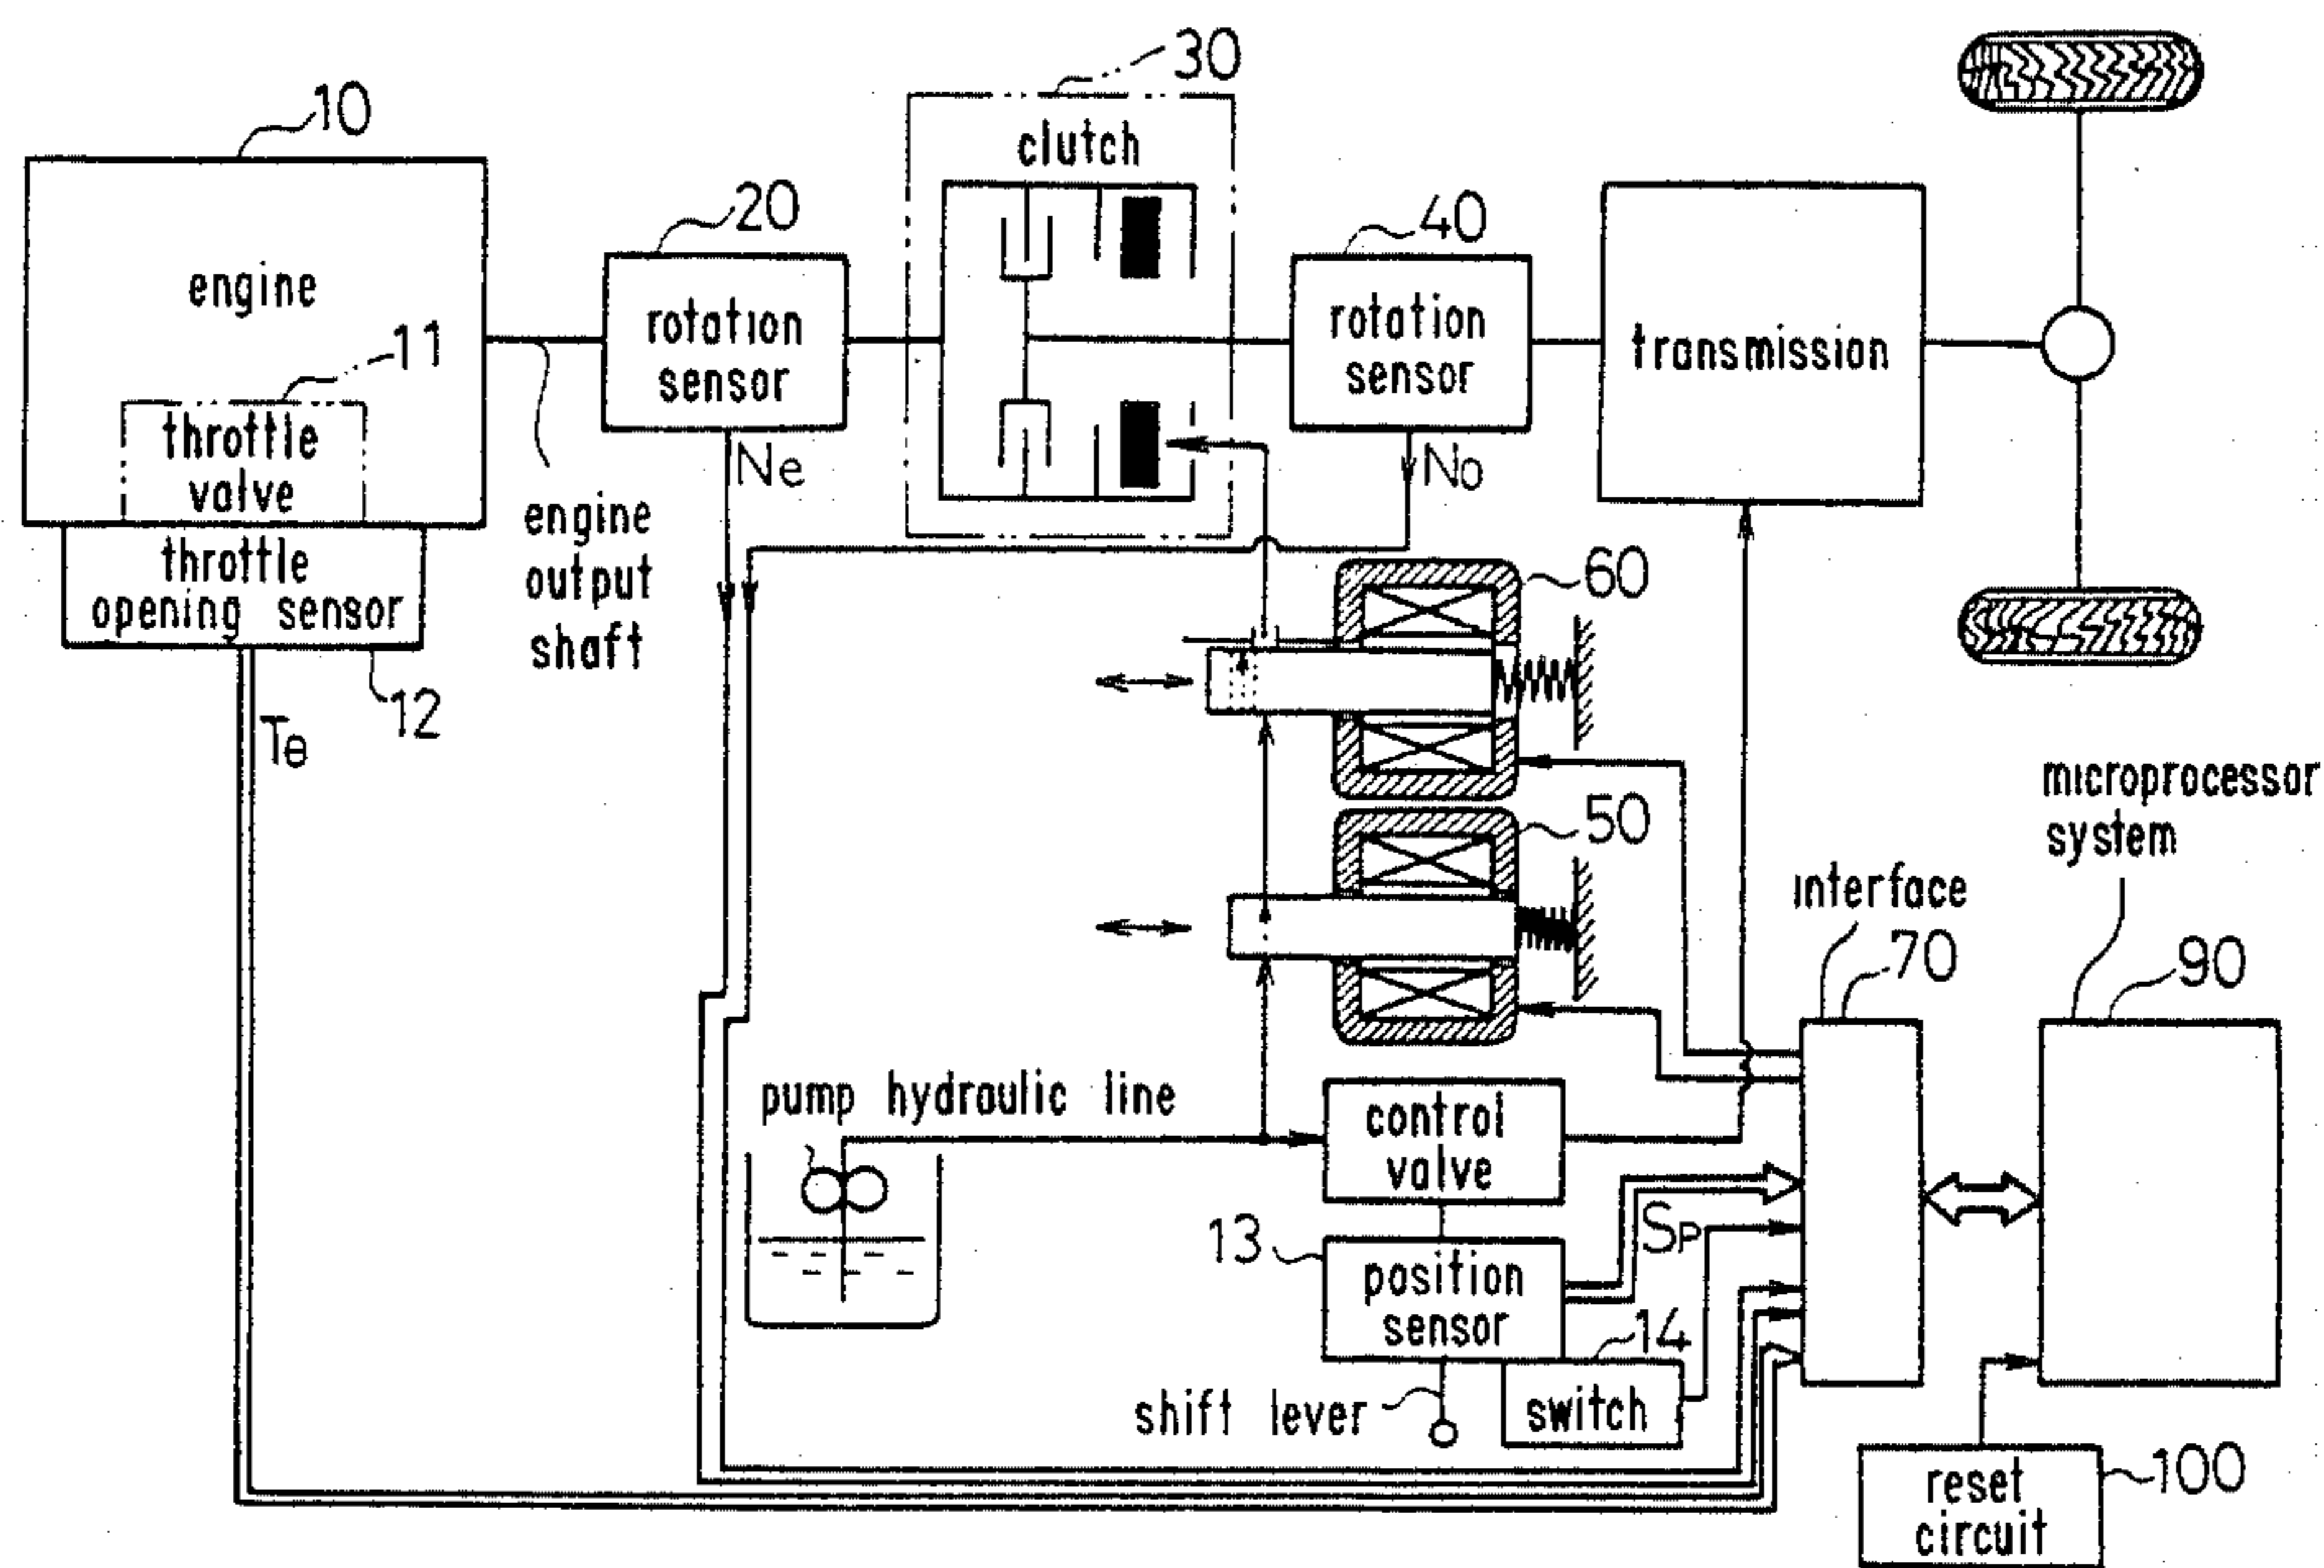 30
10
clutch
20
40
engine
rotation
sensor
rotation
sensor
transmission
11
throttle
valve
Ne
No
engine
output
shaft
throttle
opening sensor
60
12
Te
microprocessor
system
50
interface
70
90
pump hydraulic line
control
valve
13
SP
position
sensor
14
shift lever
switch
100
reset
circuit